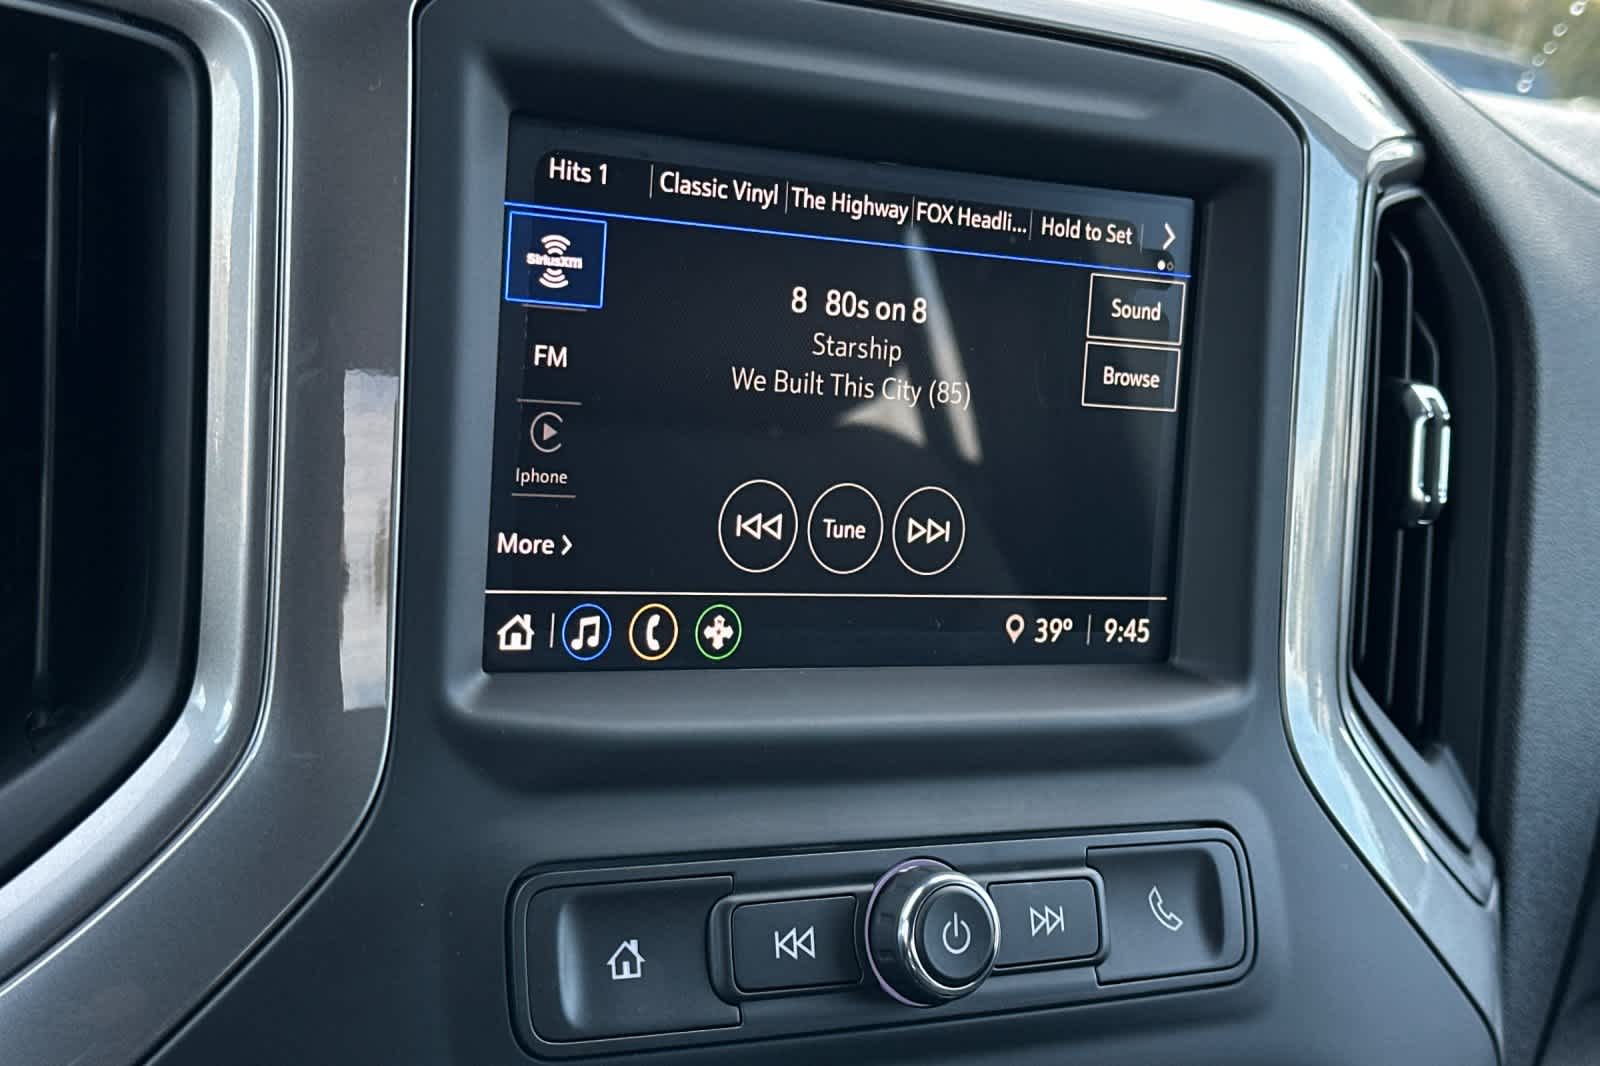 Hits 1 Classic Vinyl The Highway FOX Headli... Hold to Set
SiriusXM
8 80s on 8
Sound
Starship
FM
We Built This City (85)
Browse
Iphone
Tune
More
39° 9:45